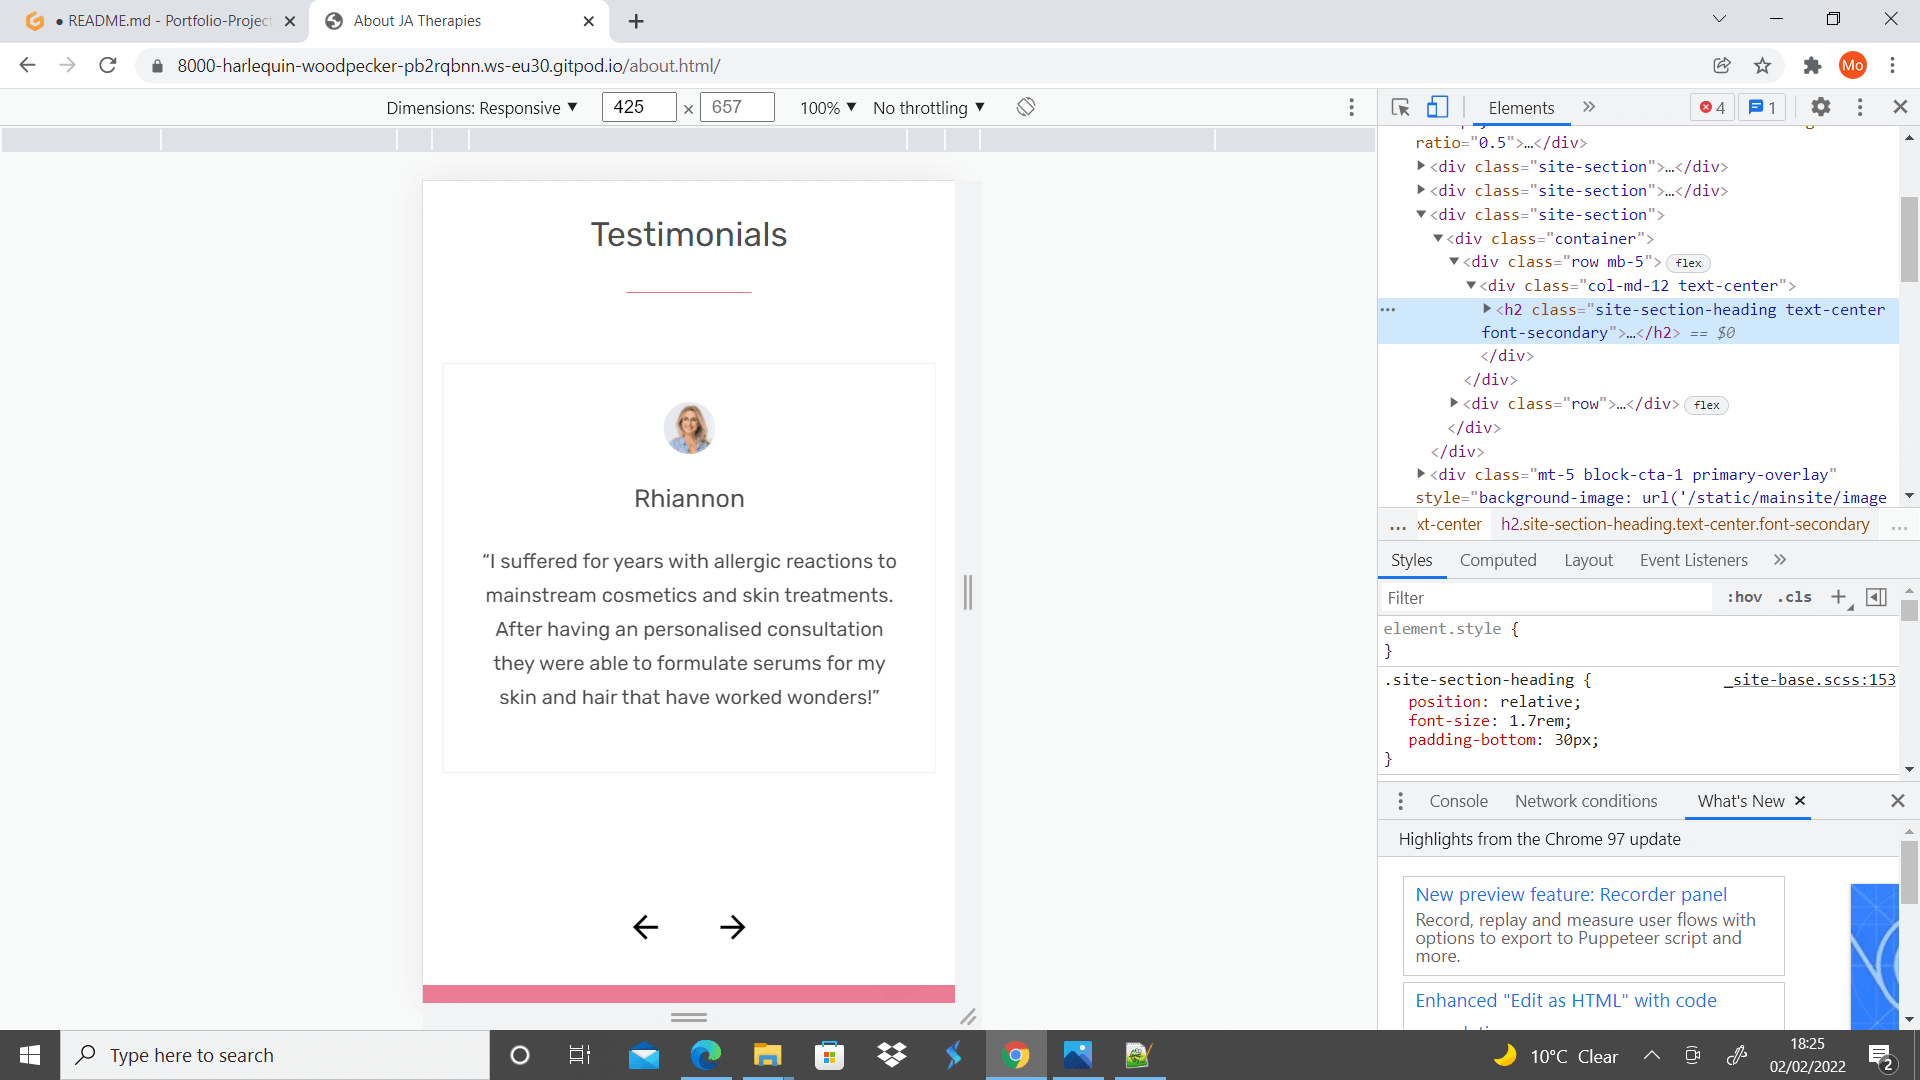 ● README.md - Portfolio-Project
About JA Therapies
8000-harlequin-woodpecker-pb2rqbnn.ws-eu30.gitpod.io/about.html/
Mo
Dimensions: Responsive ▼ 425 × 657 100% ▼ No throttling ▼
Elements » 4 1
ratio="0.5">…</div>
<div class="site-section">…</div>
<div class="site-section">…</div>
<div class="site-section">
<div class="container">
<div class="row mb-5"> flex
<div class="col-md-12 text-center">
<h2 class="site-section-heading text-center
font-secondary">…</h2> == $0
</div>
</div>
<div class="row">…</div> flex
</div>
</div>
<div class="mt-5 block-cta-1 primary-overlay"
style="background-image: url('/static/mainsite/image
... xt-center h2.site-section-heading.text-center.font-secondary ...
Styles Computed Layout Event Listeners »
Filter :hov .cls +
element.style {
}
.site-section-heading { _site-base.scss:153
position: relative;
font-size: 1.7rem;
padding-bottom: 30px;
}
Console Network conditions What's New ×
Highlights from the Chrome 97 update
New preview feature: Recorder panel
Record, replay and measure user flows with
options to export to Puppeteer script and
more.
Enhanced "Edit as HTML" with code
Testimonials
Rhiannon
“I suffered for years with allergic reactions to
mainstream cosmetics and skin treatments.
After having an personalised consultation
they were able to formulate serums for my
skin and hair that have worked wonders!”
Type here to search
10°C Clear
18:25
02/02/2022
2